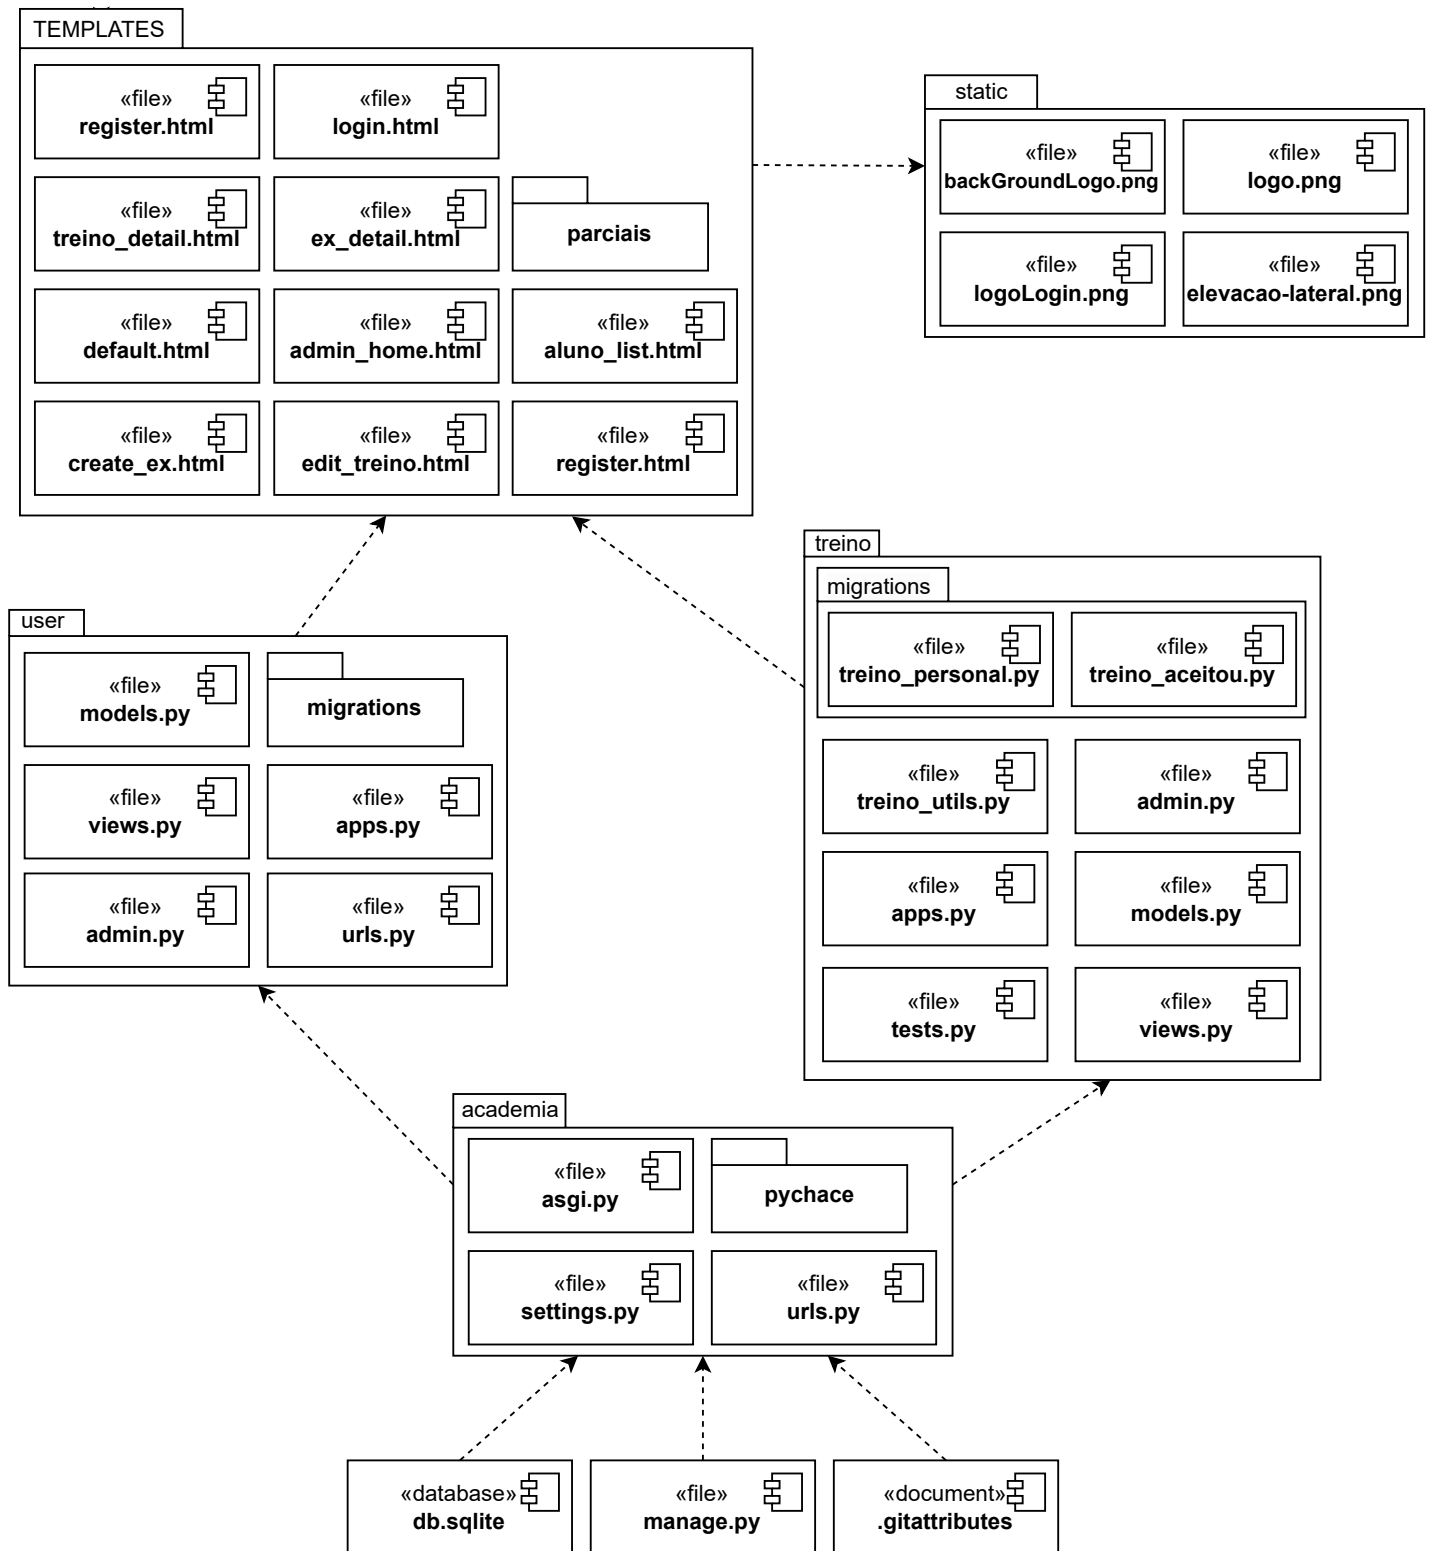 TEMPLATES
«file»
register.html
«file»
login.html
«file»
treino_detail.html
«file»
ex_detail.html
parciais
«file»
default.html
«file»
admin_home.html
«file»
aluno_list.html
«file»
create_ex.html
«file»
edit_treino.html
«file»
register.html
static
«file»
backGroundLogo.png
«file»
logo.png
«file»
logoLogin.png
«file»
elevacao-lateral.png
user
«file»
models.py
migrations
«file»
views.py
«file»
apps.py
«file»
admin.py
«file»
urls.py
treino
migrations
«file»
treino_personal.py
«file»
treino_aceitou.py
«file»
treino_utils.py
«file»
admin.py
«file»
apps.py
«file»
models.py
«file»
tests.py
«file»
views.py
academia
«file»
asgi.py
pychace
«file»
settings.py
«file»
urls.py
«database»
db.sqlite
«file»
manage.py
«document»
.gitattributes